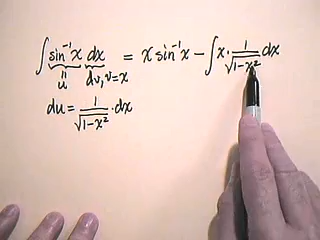 ∫ sin⁻¹x dx = x sin⁻¹x − ∫ x · 1/√(1−x²) dx
u dv, v=x
du = 1/√(1−x²) · dx